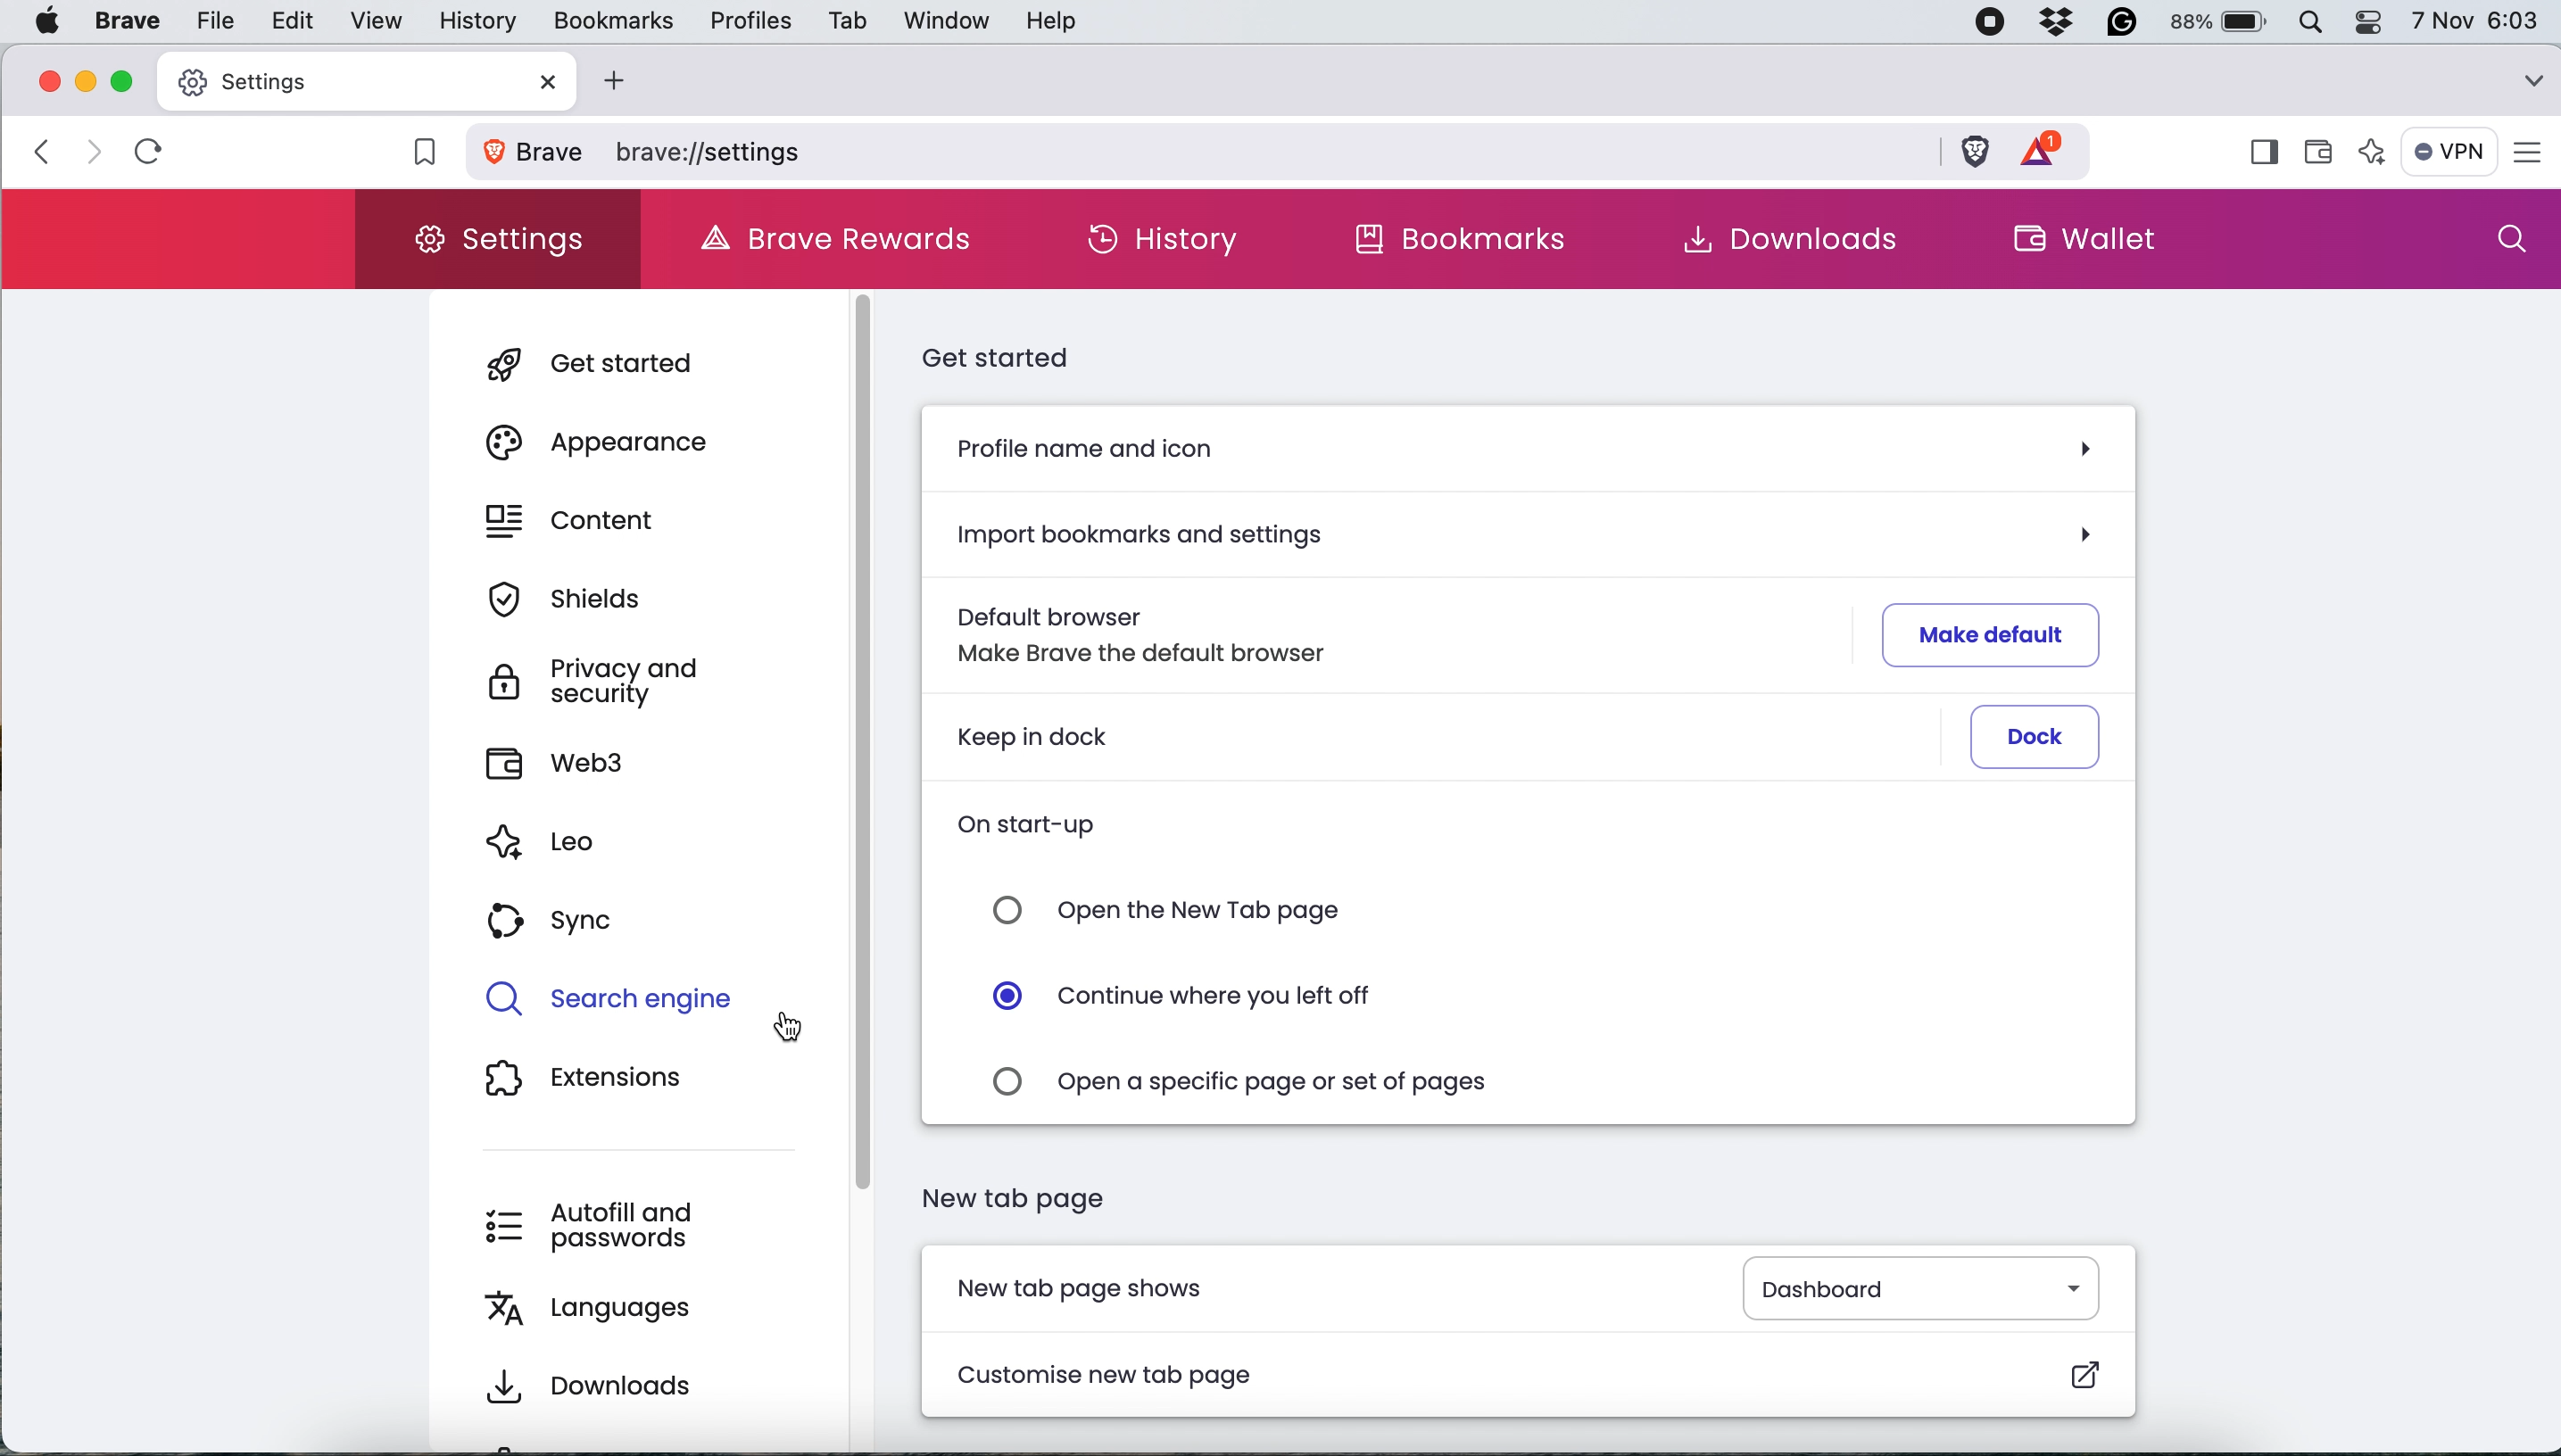 Brave File Edit View History Bookmarks Profiles Tab Window Help 88% 7 Nov 6:03
Settings
Brave brave://settings 1 VPN
Settings Brave Rewards History Bookmarks Downloads Wallet
Get started
Appearance
Content
Shields
Privacy and
security
Web3
Leo
Sync
Search engine
Extensions
Autofill and
passwords
Languages
Downloads
Get started
Profile name and icon
Import bookmarks and settings
Default browser
Make Brave the default browser
Make default
Keep in dock
Dock
On start-up
Open the New Tab page
Continue where you left off
Open a specific page or set of pages
New tab page
New tab page shows
Dashboard
Customise new tab page